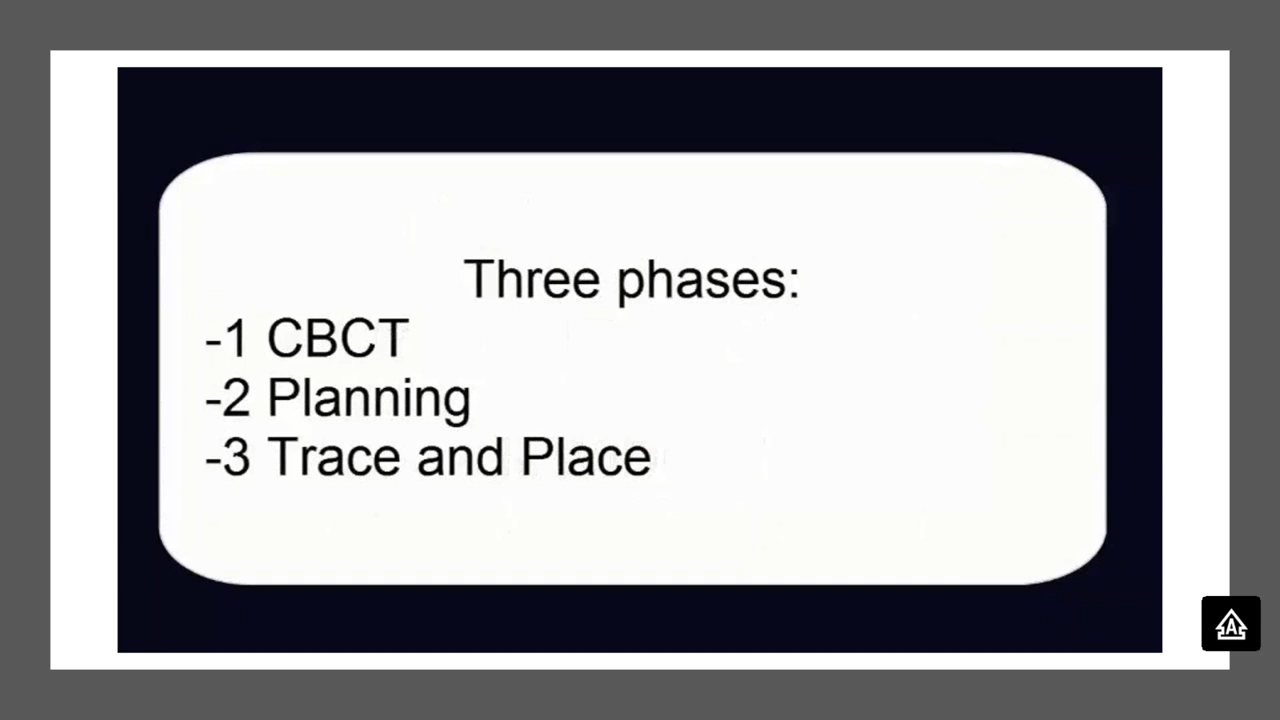 Three phases:
-1 CBCT
-2 Planning
-3 Trace and Place
A